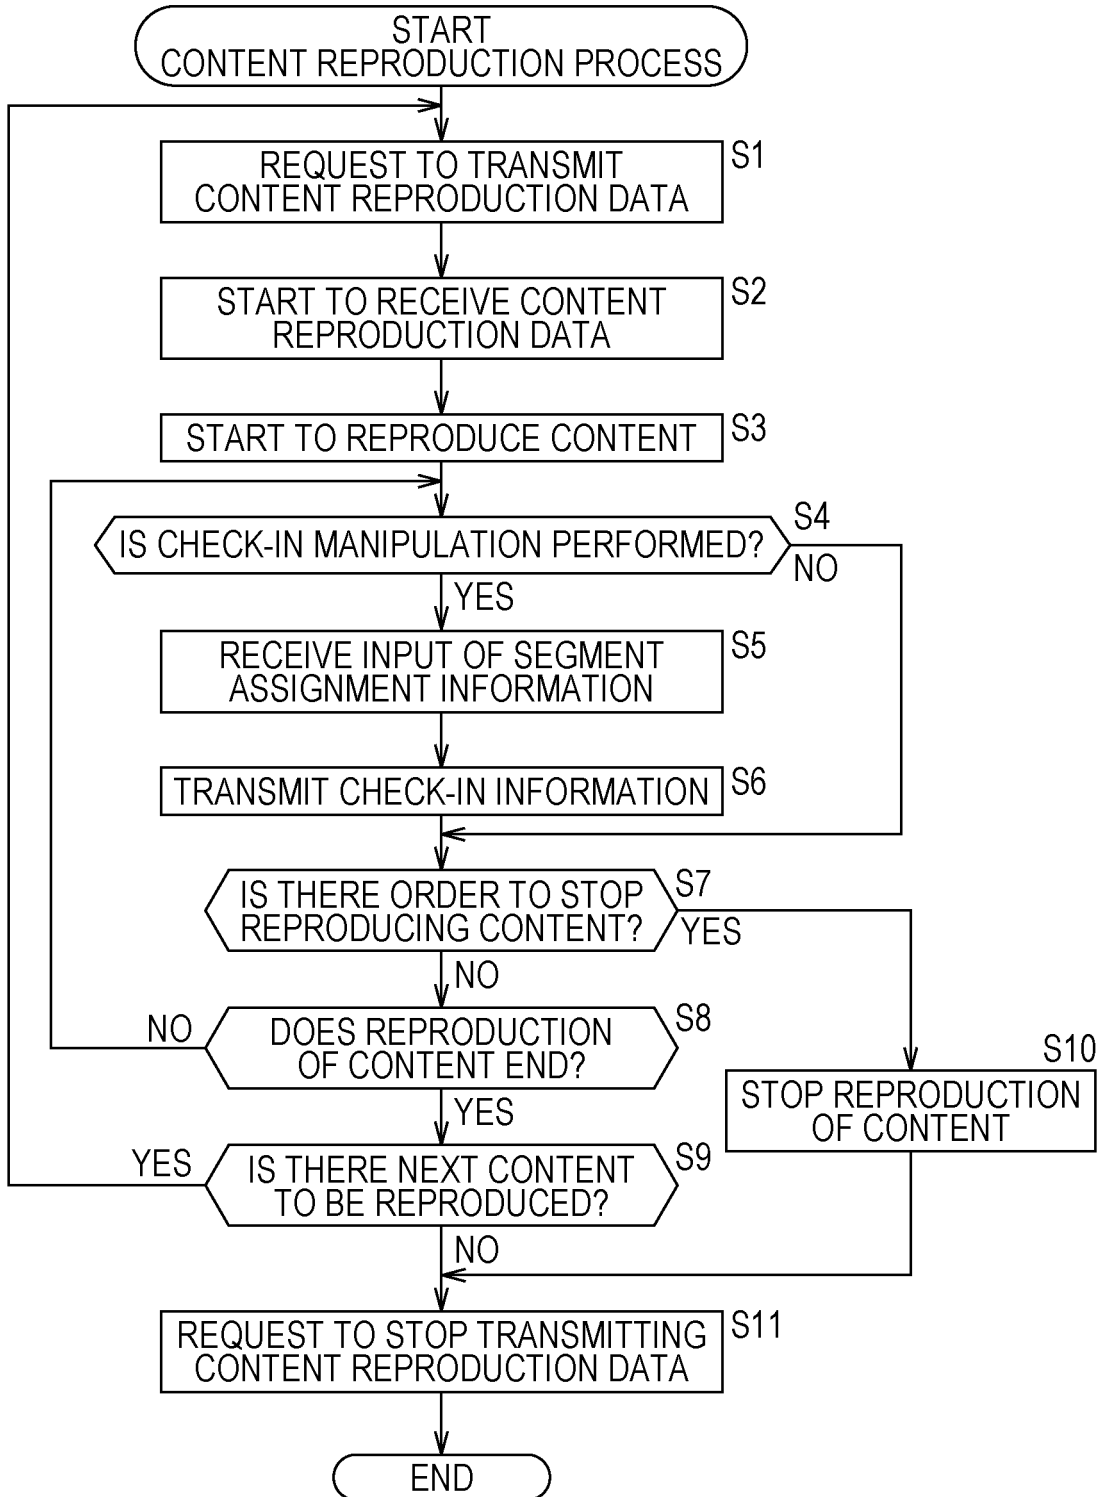 START
CONTENT REPRODUCTION PROCESS
REQUEST TO TRANSMIT
CONTENT REPRODUCTION DATA
S1
START TO RECEIVE CONTENT
REPRODUCTION DATA
S2
START TO REPRODUCE CONTENT
S3
IS CHECK-IN MANIPULATION PERFORMED?
S4
NO
YES
RECEIVE INPUT OF SEGMENT
ASSIGNMENT INFORMATION
S5
TRANSMIT CHECK-IN INFORMATION
S6
IS THERE ORDER TO STOP
REPRODUCING CONTENT?
S7
YES
NO
DOES REPRODUCTION
OF CONTENT END?
S8
NO
YES
STOP REPRODUCTION
OF CONTENT
S10
IS THERE NEXT CONTENT
TO BE REPRODUCED?
S9
YES
NO
REQUEST TO STOP TRANSMITTING
CONTENT REPRODUCTION DATA
S11
END